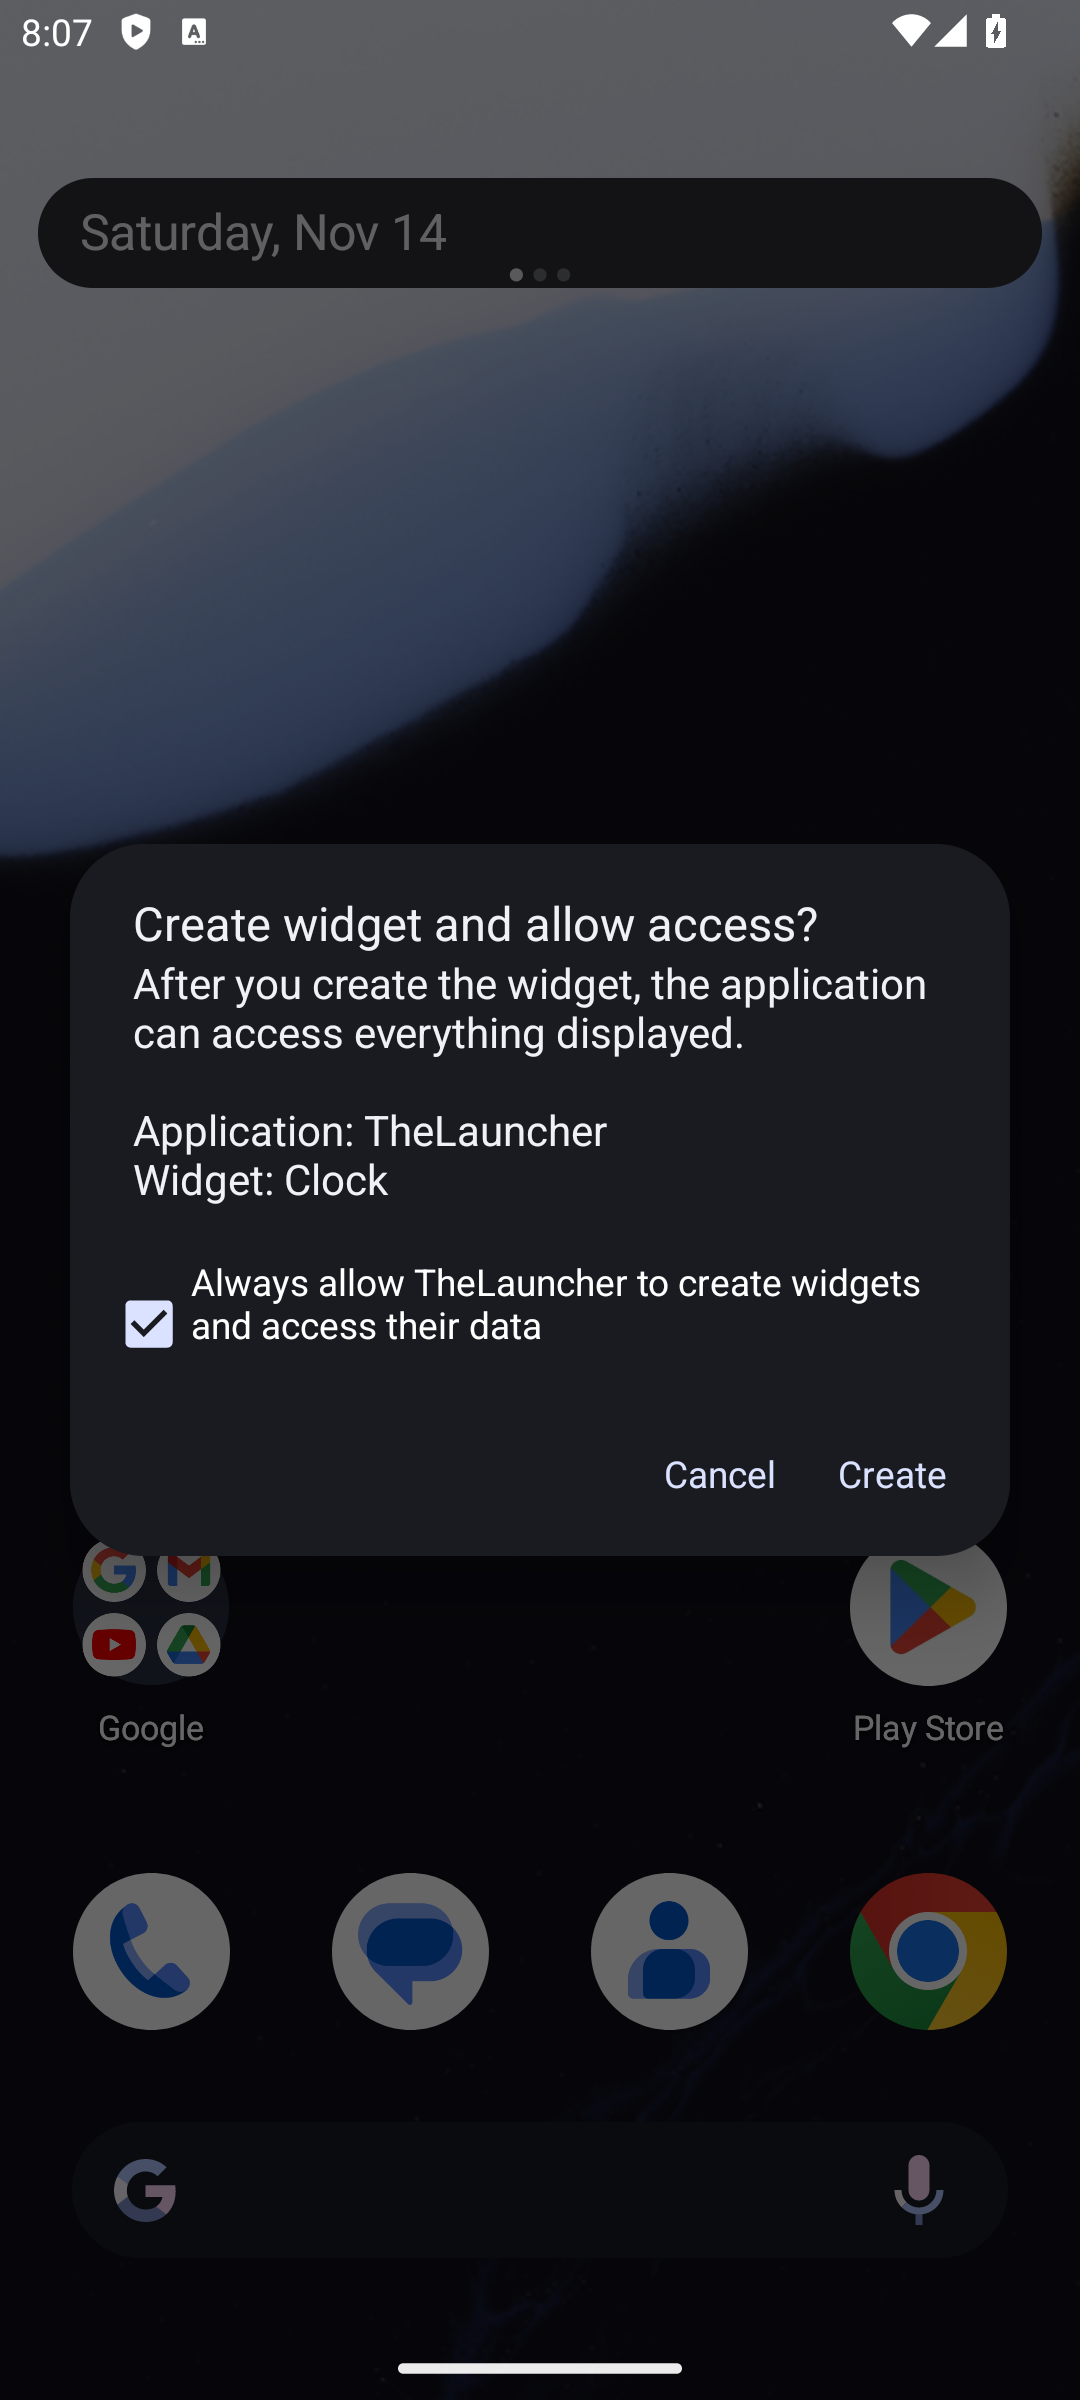 8:07
Saturday, Nov 14
Create widget and allow access?
After you create the widget, the application
can access everything displayed.
Application: TheLauncher
Widget: Clock
Always allow TheLauncher to create widgets
and access their data
Cancel Create
Google
Play Store